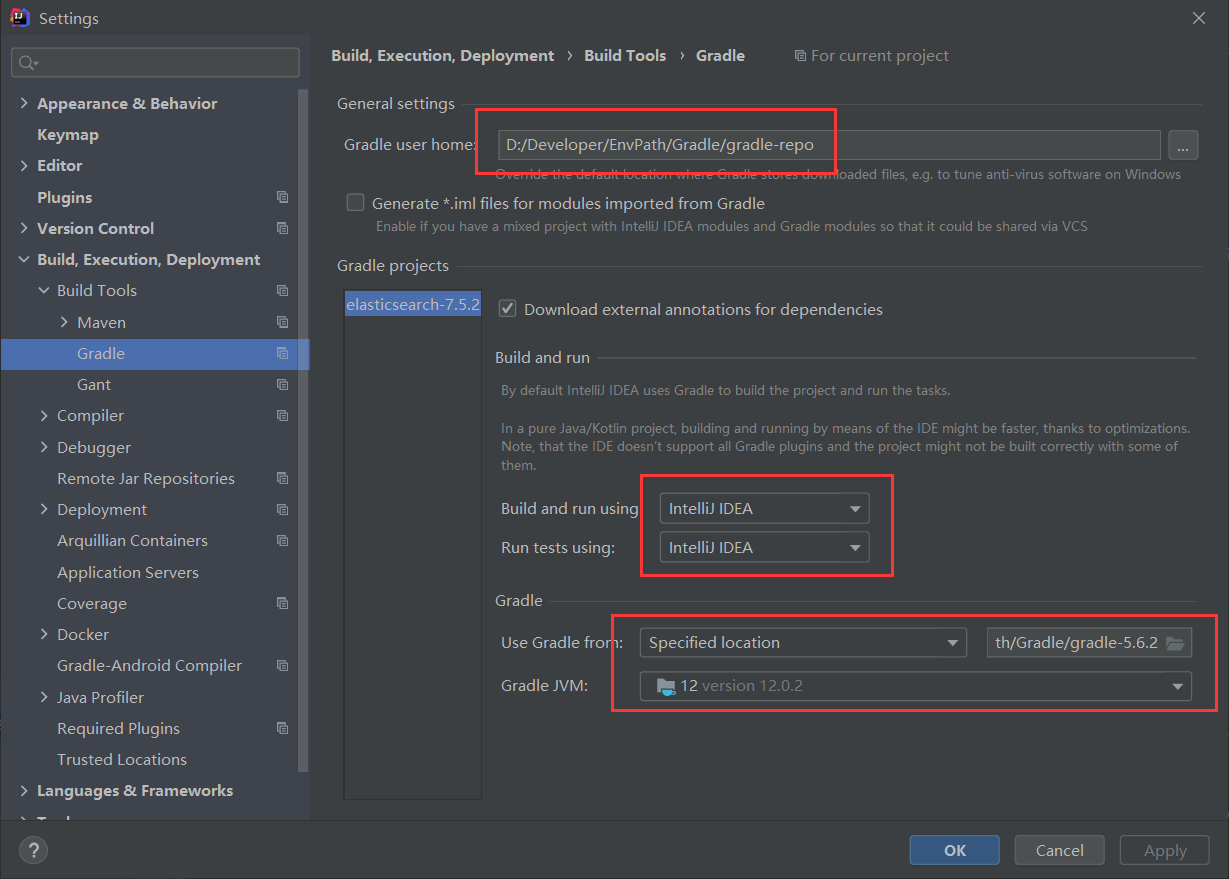 Settings
Build, Execution, Deployment › Build Tools › Gradle For current project
Appearance & Behavior
Keymap
Editor
Plugins
Version Control
Build, Execution, Deployment
Build Tools
Maven
Gradle
Gant
Compiler
Debugger
Remote Jar Repositories
Deployment
Arquillian Containers
Application Servers
Coverage
Docker
Gradle-Android Compiler
Java Profiler
Required Plugins
Trusted Locations
Languages & Frameworks
General settings
Gradle user home: D:/Developer/EnvPath/Gradle/gradle-repo ...
Override the default location where Gradle stores downloaded files, e.g. to tune anti-virus software on Windows
Generate *.iml files for modules imported from Gradle
Enable if you have a mixed project with IntelliJ IDEA modules and Gradle modules so that it could be shared via VCS
Gradle projects
elasticsearch-7.5.2
Download external annotations for dependencies
Build and run
By default IntelliJ IDEA uses Gradle to build the project and run the tasks.
In a pure Java/Kotlin project, building and running by means of the IDE might be faster, thanks to optimizations.
Note, that the IDE doesn't support all Gradle plugins and the project might not be built correctly with some of
them.
Build and run using IntelliJ IDEA
Run tests using: IntelliJ IDEA
Gradle
Use Gradle from: Specified location th/Gradle/gradle-5.6.2
Gradle JVM: 12 version 12.0.2
? OK Cancel Apply